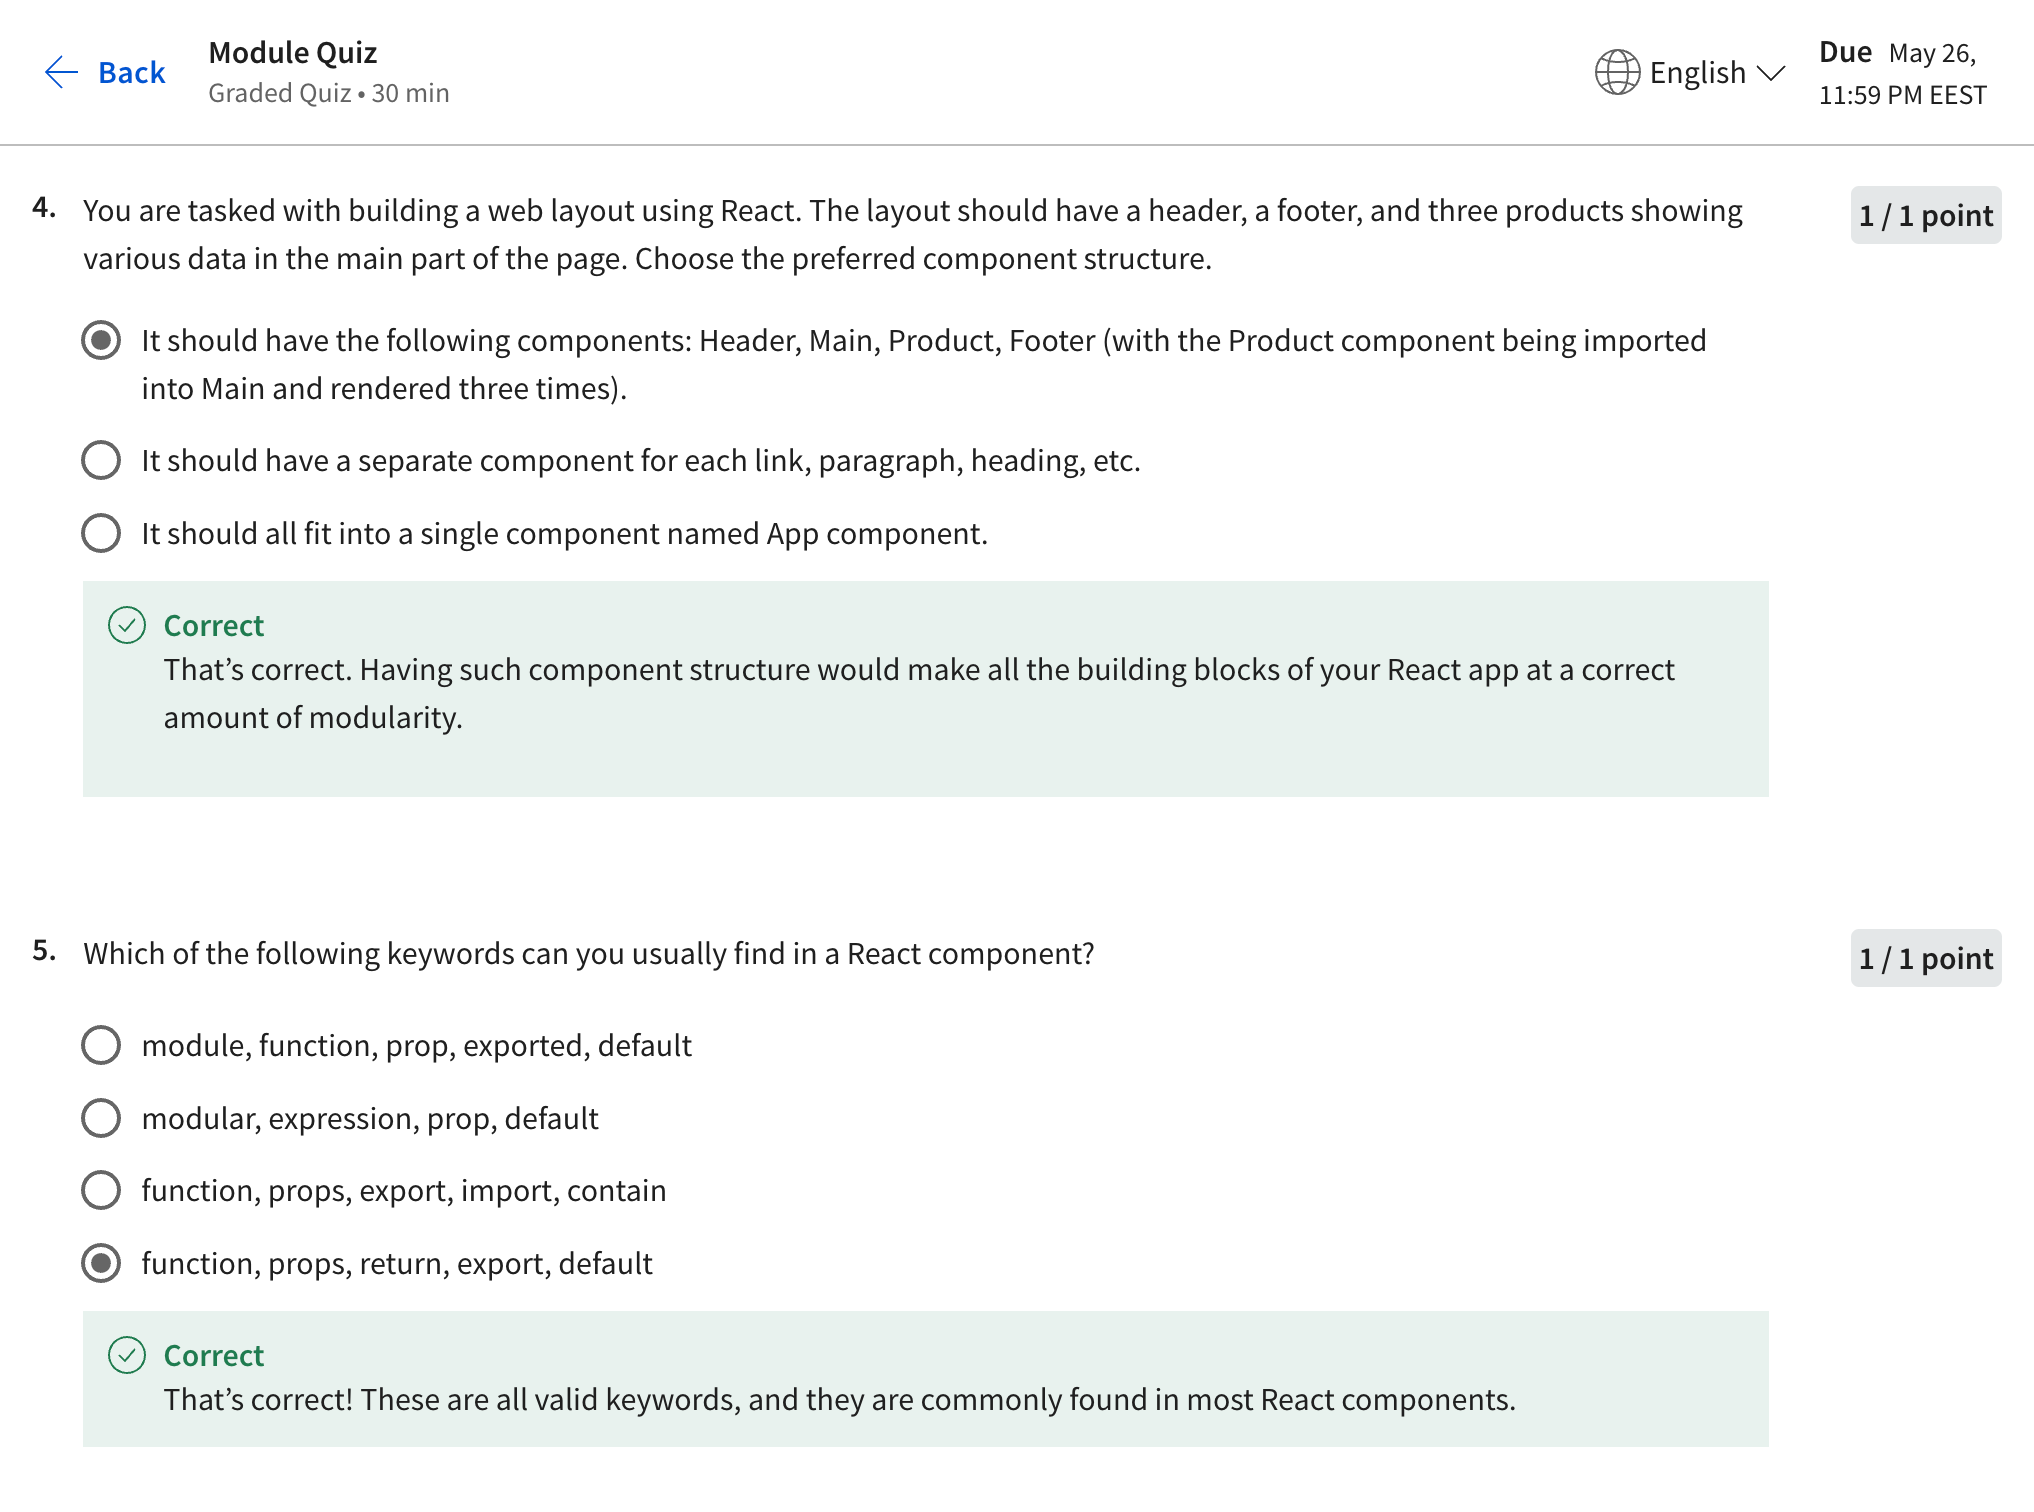 Back
Module Quiz
Graded Quiz • 30 min
English
Due May 26,
11:59 PM EEST
4. You are tasked with building a web layout using React. The layout should have a header, a footer, and three products showing
various data in the main part of the page. Choose the preferred component structure.
1 / 1 point
It should have the following components: Header, Main, Product, Footer (with the Product component being imported
into Main and rendered three times).
It should have a separate component for each link, paragraph, heading, etc.
It should all fit into a single component named App component.
Correct
That’s correct. Having such component structure would make all the building blocks of your React app at a correct
amount of modularity.
5. Which of the following keywords can you usually find in a React component?
1 / 1 point
module, function, prop, exported, default
modular, expression, prop, default
function, props, export, import, contain
function, props, return, export, default
Correct
That’s correct! These are all valid keywords, and they are commonly found in most React components.